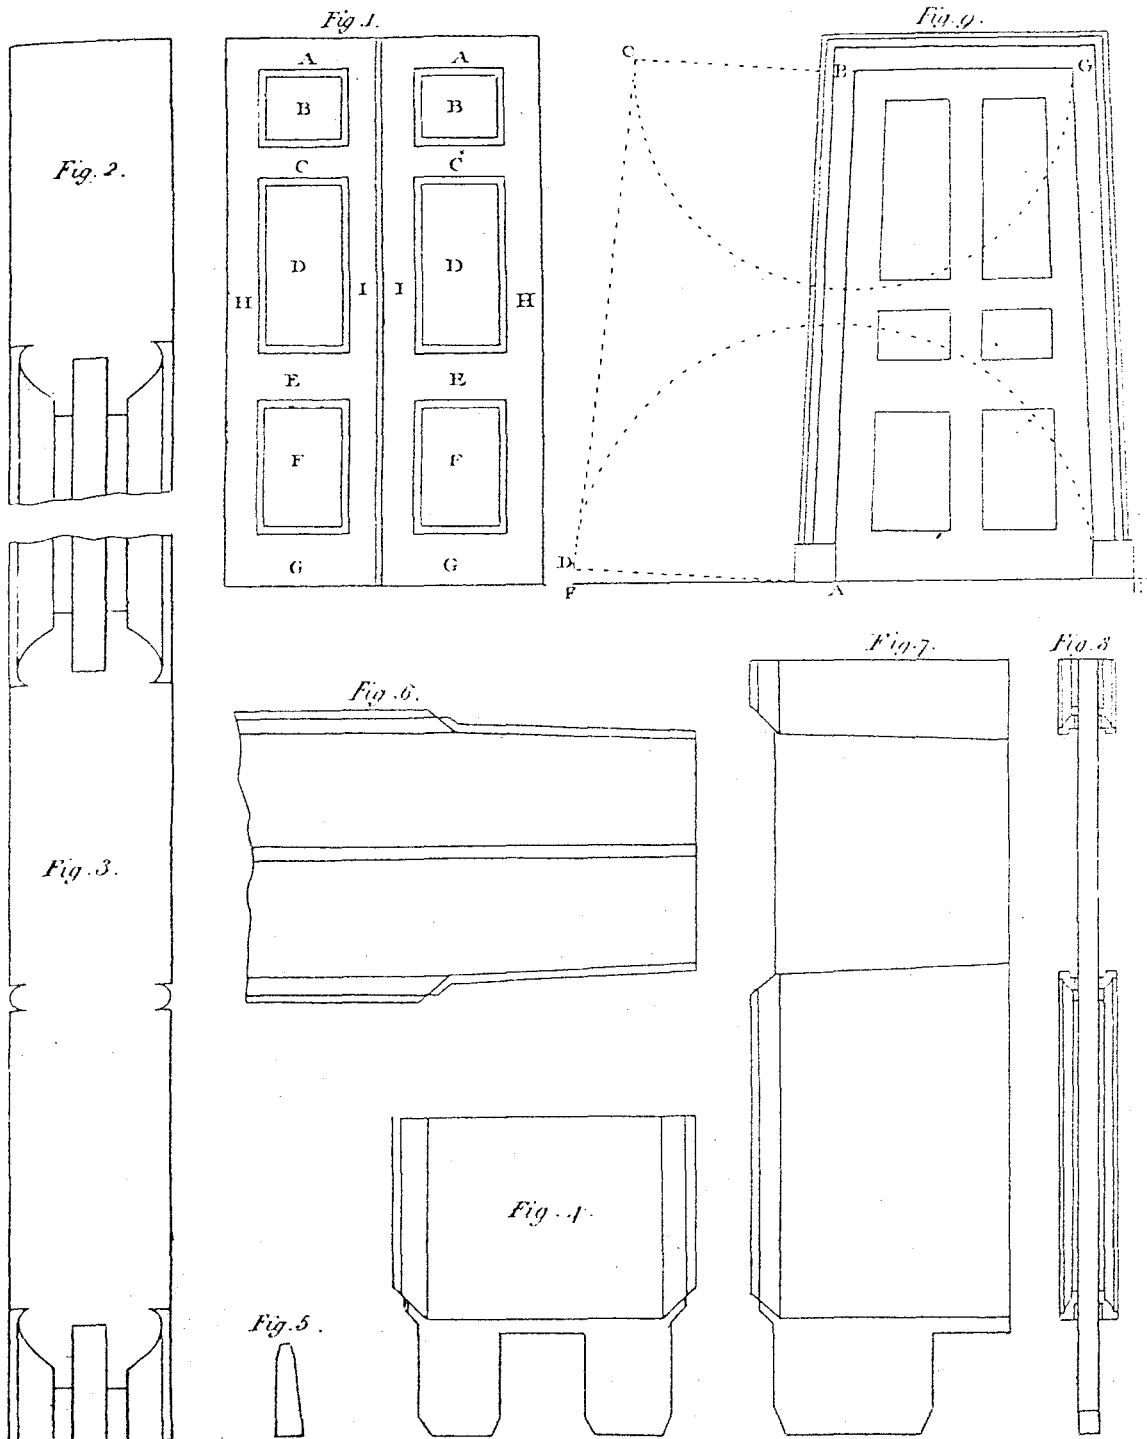 Fig. 1.
Fig. 9.
Fig. 2.
A A
B B
C C
D D
H I I H
E E
F F
G G
C B G
D
F A E
Fig. 6.
Fig. 7.
Fig. 8
Fig. 3.
Fig. 4.
Fig. 5.